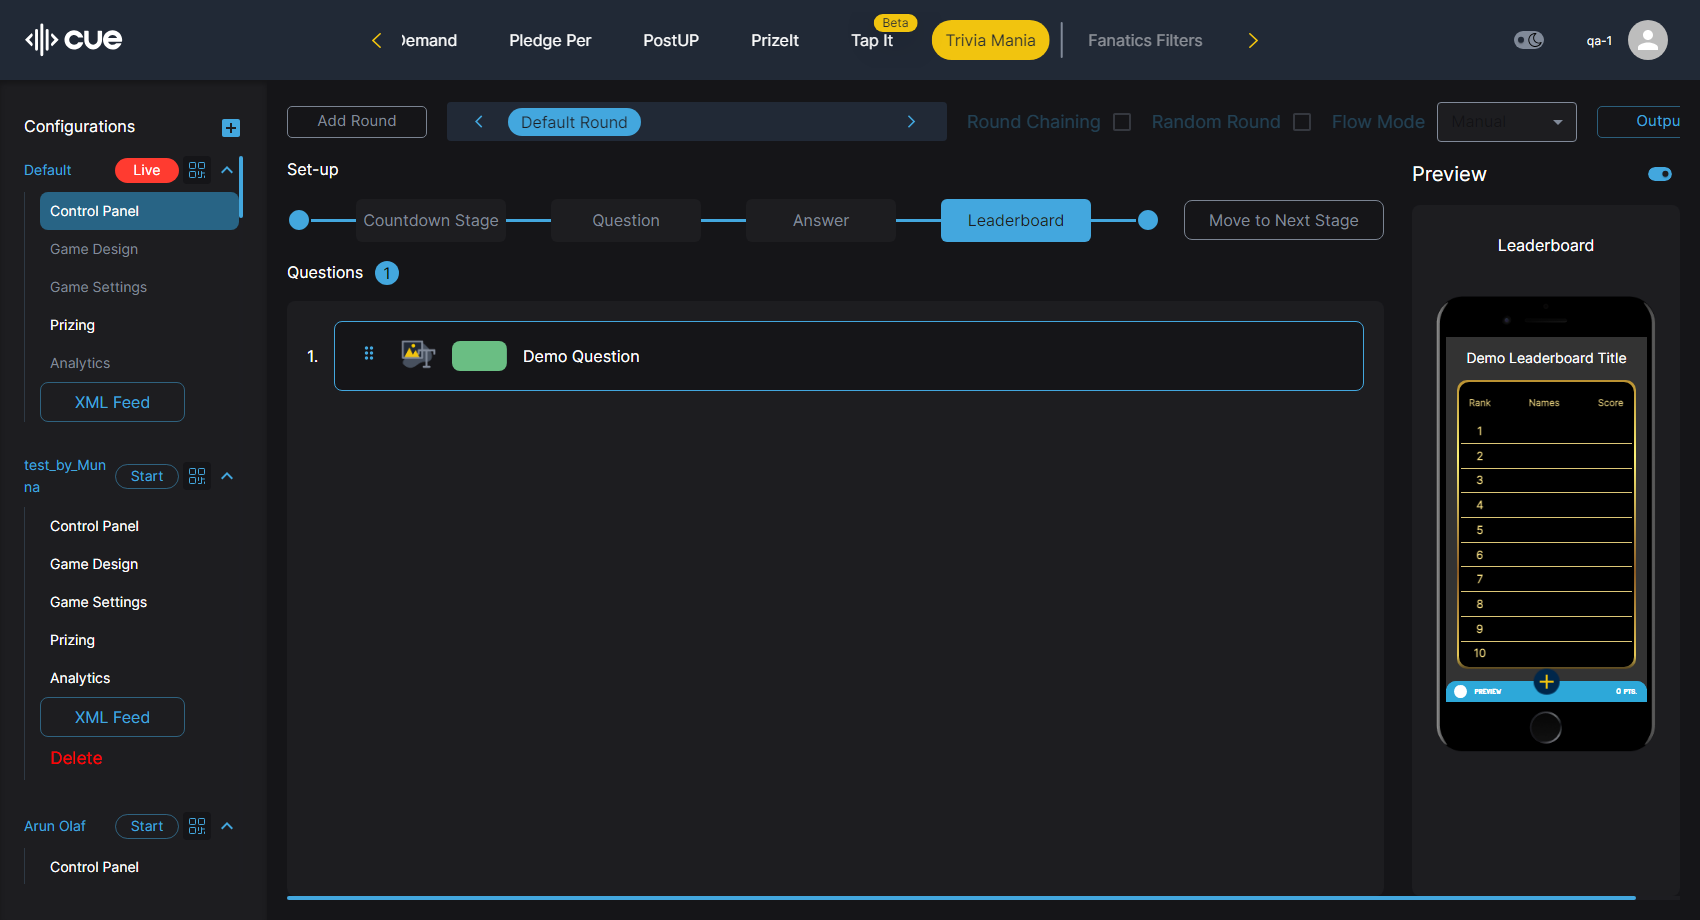 cue
Demand
Pledge Per
PostUP
PrizeIt
Tap It
Beta
Trivia Mania
Fanatics Filters
qa-1
Configurations
Default
Live
Control Panel
Game Design
Game Settings
Prizing
Analytics
XML Feed
test_by_Mun
na
Start
Control Panel
Game Design
Game Settings
Prizing
Analytics
XML Feed
Delete
Arun Olaf
Start
Control Panel
Add Round
Default Round
Round Chaining
Random Round
Flow Mode
Manual
Outpu
Set-up
Countdown Stage
Question
Answer
Leaderboard
Move to Next Stage
Questions 1
1.
Demo Question
Preview
Leaderboard
Demo Leaderboard Title
Rank Names Score
1
2
3
4
5
6
7
8
9
10
PREVIEW
0 PTS.